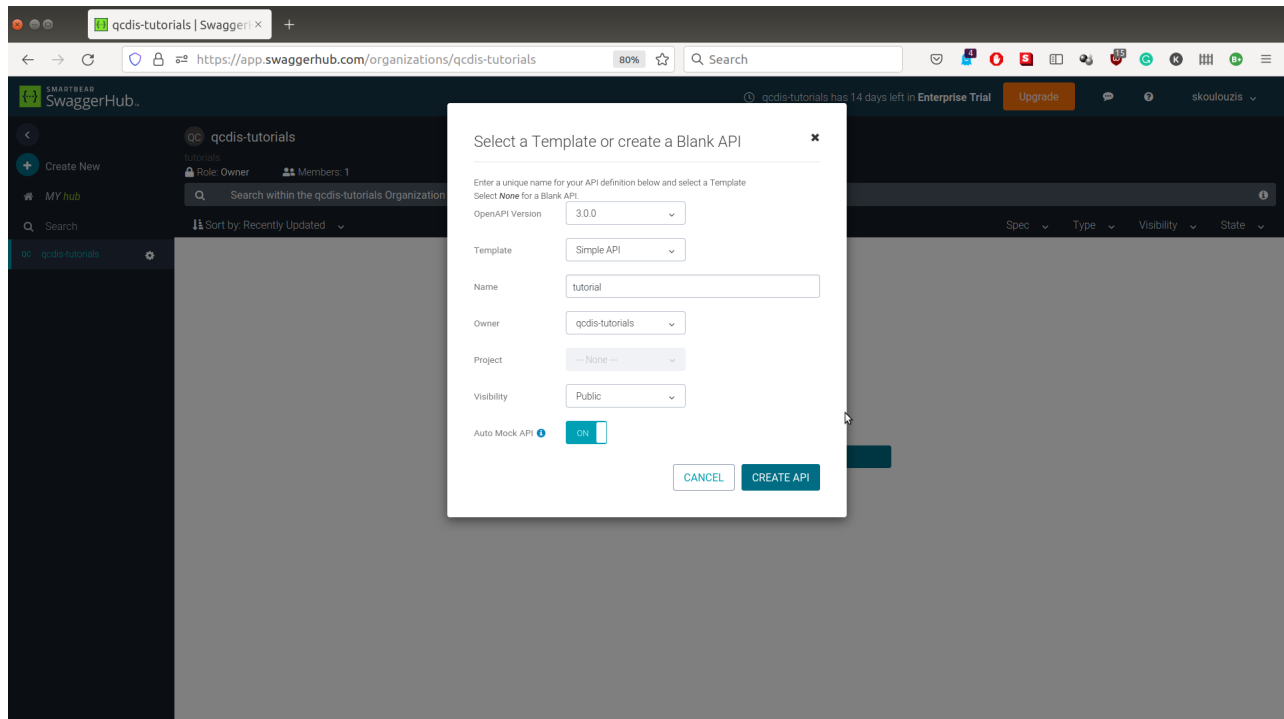 qcdis-tutorials | Swagger
https://app.swaggerhub.com/organizations/qcdis-tutorials
80%
Search
4
15
SMARTBEAR
SwaggerHub
qcdis-tutorials has 14 days left in Enterprise Trial
Upgrade
skoulouzis
Create New
MY hub
Search
QC qcdis-tutorials
QC qcdis-tutorials
tutorials
Role: Owner Members: 1
Search within the qcdis-tutorials Organization
Sort by: Recently Updated
Spec Type Visibility State
Select a Template or create a Blank API
Enter a unique name for your API definition below and select a Template
Select None for a Blank API.
OpenAPI Version 3.0.0
Template Simple API
Name tutorial
Owner qcdis-tutorials
Project --- None ---
Visibility Public
Auto Mock API ON
CANCEL CREATE API